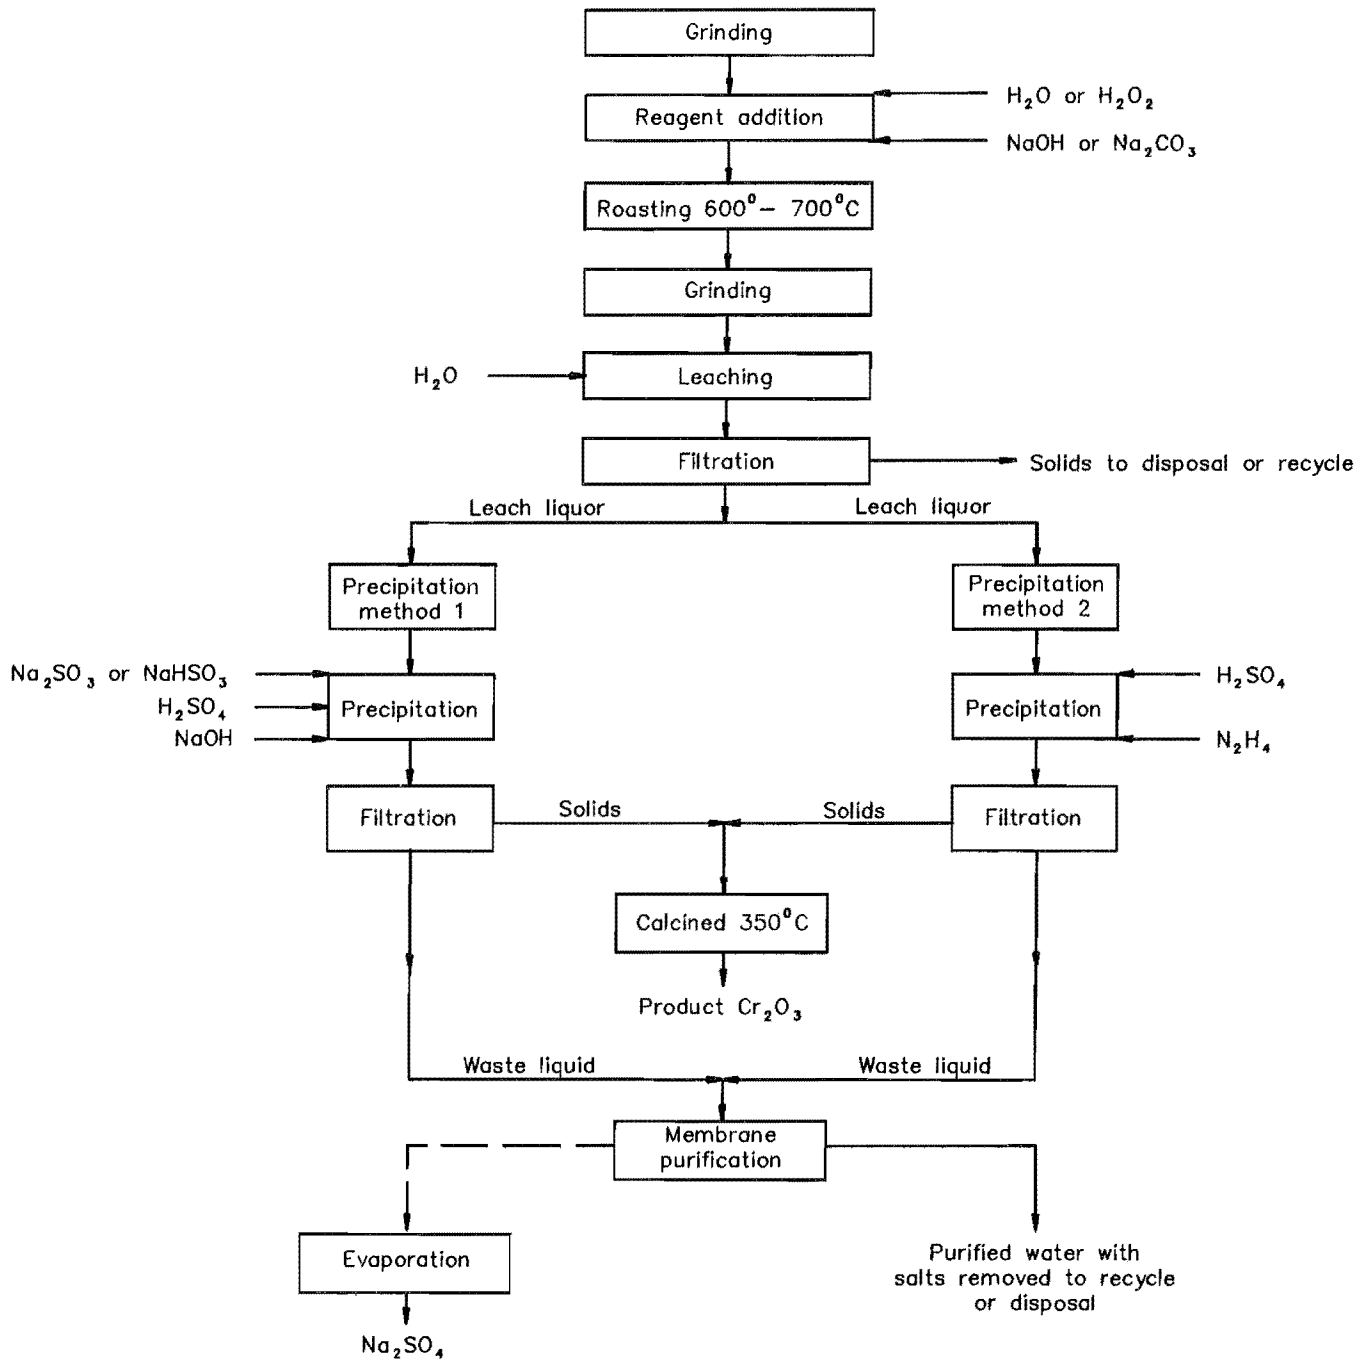 Grinding
Reagent addition
H₂O or H₂O₂
NaOH or Na₂CO₃
Roasting 600⁰– 700⁰C
Grinding
H₂O
Leaching
Filtration
Solids to disposal or recycle
Leach liquor
Leach liquor
Precipitation
method 1
Precipitation
method 2
Na₂SO₃ or NaHSO₃
H₂SO₄
NaOH
Precipitation
Precipitation
H₂SO₄
N₂H₄
Filtration
Solids
Solids
Filtration
Calcined 350⁰C
Product Cr₂O₃
Waste liquid
Waste liquid
Membrane
purification
Evaporation
Na₂SO₄
Purified water with
salts removed to recycle
or disposal